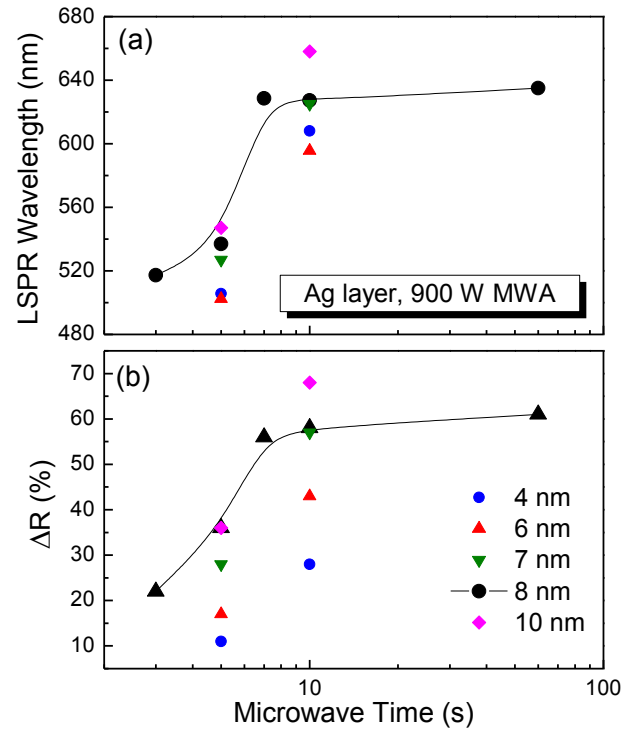 (a)
LSPR Wavelength (nm)
680
640
600
560
520
480
Ag layer, 900 W MWA
(b)
ΔR (%)
70
60
50
40
30
20
10
4 nm
6 nm
7 nm
8 nm
10 nm
10
100
Microwave Time (s)